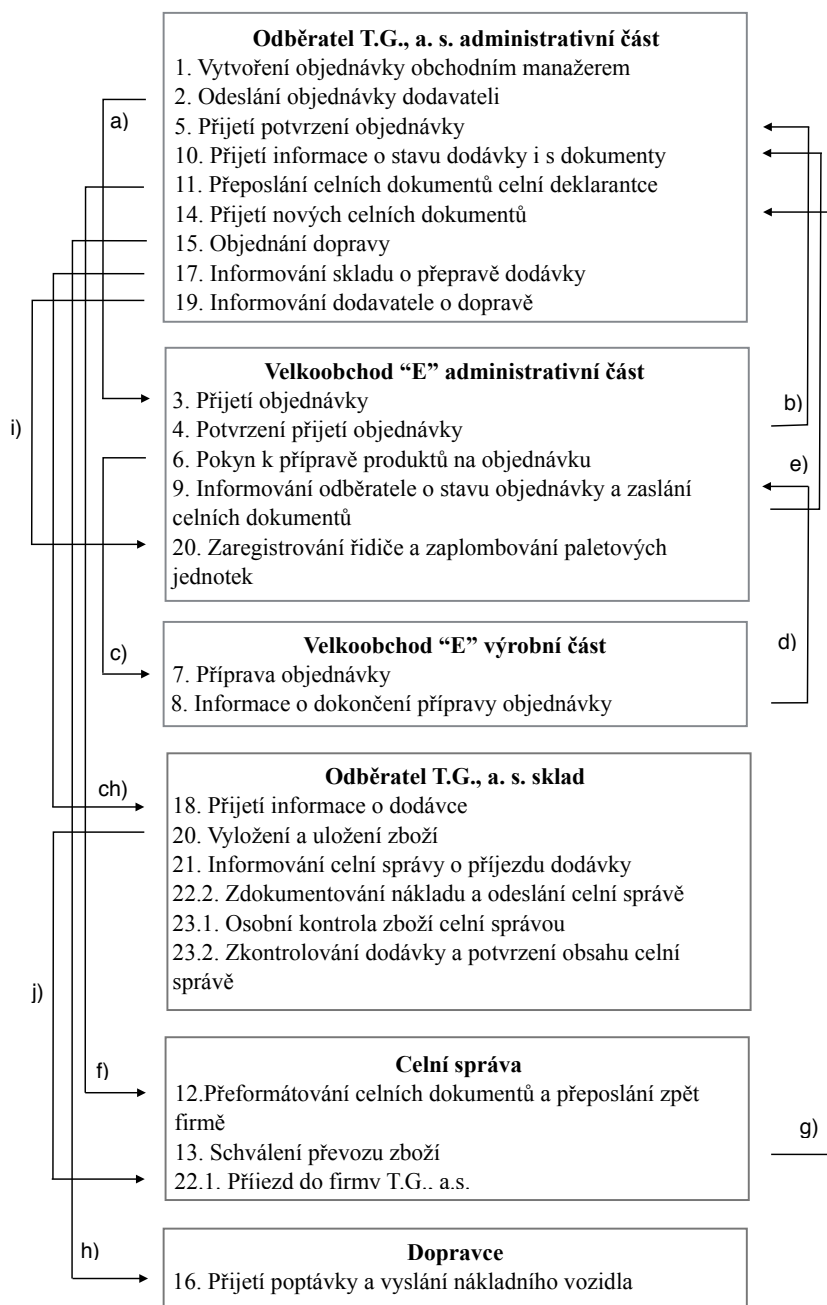 Odběratel T.G., a. s. administrativní část
1. Vytvoření objednávky obchodním manažerem
2. Odeslání objednávky dodavateli
5. Přijetí potvrzení objednávky
10. Přijetí informace o stavu dodávky i s dokumenty
11. Přeposlání celních dokumentů celní deklarantce
14. Přijetí nových celních dokumentů
15. Objednání dopravy
17. Informování skladu o přepravě dodávky
19. Informování dodavatele o dopravě
a)
Velkoobchod “E” administrativní část
3. Přijetí objednávky
4. Potvrzení přijetí objednávky
6. Pokyn k přípravě produktů na objednávku
9. Informování odběratele o stavu objednávky a zaslání
celních dokumentů
20. Zaregistrování řidiče a zaplombování paletových
jednotek
b)
i)
e)
Velkoobchod “E” výrobní část
7. Příprava objednávky
8. Informace o dokončení přípravy objednávky
c)
d)
Odběratel T.G., a. s. sklad
18. Přijetí informace o dodávce
20. Vyložení a uložení zboží
21. Informování celní správy o příjezdu dodávky
22.2. Zdokumentování nákladu a odeslání celní správě
23.1. Osobní kontrola zboží celní správou
23.2. Zkontrolování dodávky a potvrzení obsahu celní
správě
ch)
j)
Celní správa
12.Přeformátování celních dokumentů a přeposlání zpět
firmě
13. Schválení převozu zboží
22.1. Příjezd do firmy T.G., a.s.
f)
g)
Dopravce
16. Přijetí poptávky a vyslání nákladního vozidla
h)